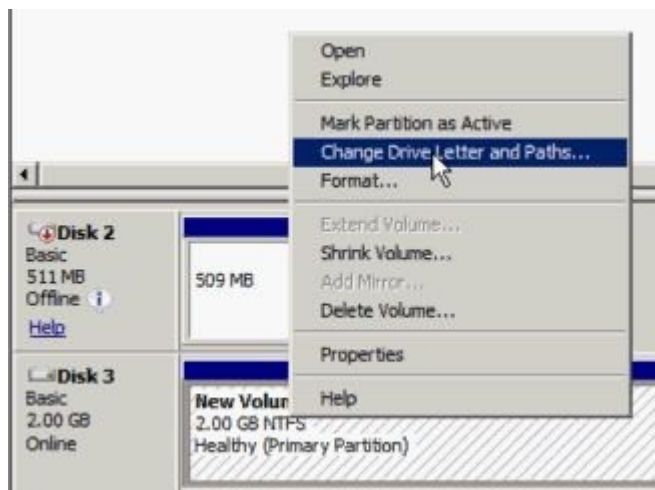 Open
Explore
Mark Partition as Active
Change Drive Letter and Paths...
Format...
Extend Volume...
Shrink Volume...
Add Mirror...
Delete Volume...
Properties
Help
Disk 2
Basic
511 MB
Offline
Help
509 MB
Disk 3
Basic
2.00 GB
Online
New Volum
2.00 GB NTFS
Healthy (Primary Partition)